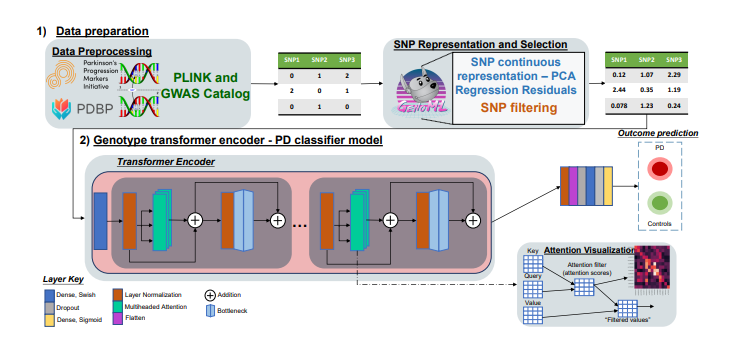 1) Data preparation
Data Preprocessing
Parkinson's
Progression
Markers
Initiative
PDBP
PLINK and
GWAS Catalog
SNP1 SNP2 SNP3
0 1 2
2 0 1
0 1 0
SNP Representation and Selection
GenoML
SNP continuous
representation – PCA
Regression Residuals
SNP filtering
SNP1 SNP2 SNP3
0.12 1.07 2.29
2.44 0.35 1.19
0.078 1.23 0.24
2) Genotype transformer encoder - PD classifier model
Transformer Encoder
...
Outcome prediction
PD
Controls
Attention Visualization
Key
Query
Value
Attention filter
(attention scores)
"Filtered values"
Layer Key
Dense, Swish
Dropout
Dense, Sigmoid
Layer Normalization
Multiheaded Attention
Flatten
Addition
Bottleneck